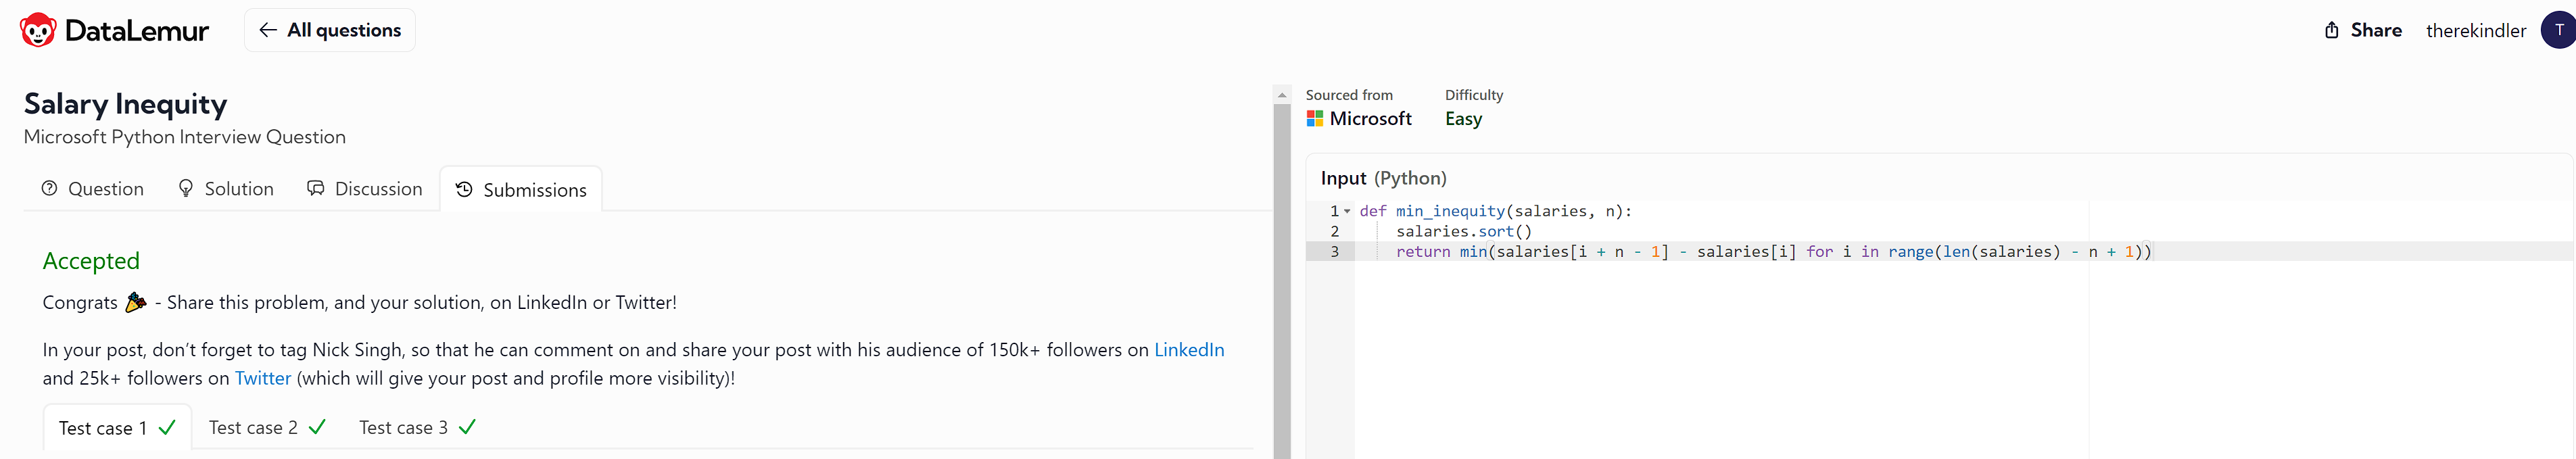 DataLemur
← All questions
Share
therekindler
T
Salary Inequity
Microsoft Python Interview Question
Question
Solution
Discussion
Submissions
Accepted
Congrats 🎉 - Share this problem, and your solution, on LinkedIn or Twitter!
In your post, don’t forget to tag Nick Singh, so that he can comment on and share your post with his audience of 150k+ followers on LinkedIn
and 25k+ followers on Twitter (which will give your post and profile more visibility)!
Test case 1 ✓
Test case 2 ✓
Test case 3 ✓
Sourced from
Microsoft
Difficulty
Easy
Input (Python)
1 def min_inequity(salaries, n):
2     salaries.sort()
3     return min(salaries[i + n - 1] - salaries[i] for i in range(len(salaries) - n + 1))